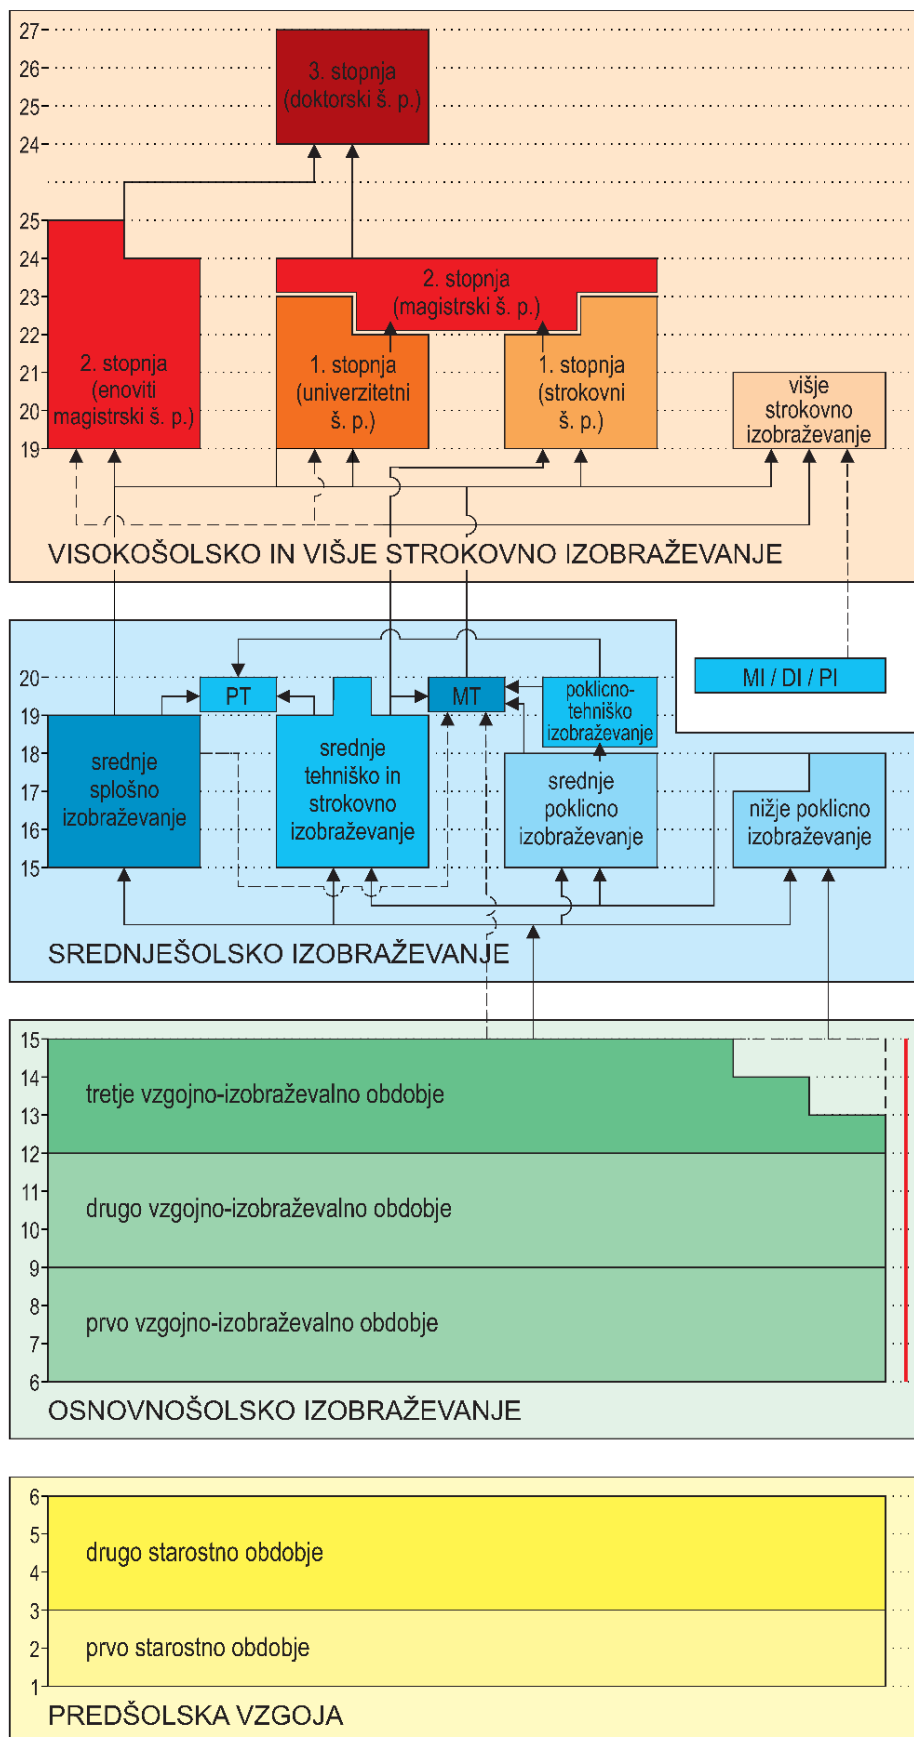 27
26
25
24
3. stopnja
(doktorski š. p.)
25
24
23
22
21
20
19
2. stopnja
(enoviti
magistrski š. p.)
2. stopnja
(magistrski š. p.)
1. stopnja
(univerzitetni
š. p.)
1. stopnja
(strokovni
š. p.)
višje
strokovno
izobraževanje
VISOKOŠOLSKO IN VIŠJE STROKOVNO IZOBRAŽEVANJE
20
19
18
17
16
15
PT
MT
poklicno-
tehniško
izobraževanje
MI / DI / PI
srednje
splošno
izobraževanje
srednje
tehniško in
strokovno
izobraževanje
srednje
poklicno
izobraževanje
nižje poklicno
izobraževanje
SREDNJEŠOLSKO IZOBRAŽEVANJE
15
14
13
12
11
10
9
8
7
6
tretje vzgojno-izobraževalno obdobje
drugo vzgojno-izobraževalno obdobje
prvo vzgojno-izobraževalno obdobje
OSNOVNOŠOLSKO IZOBRAŽEVANJE
6
5
4
3
2
1
drugo starostno obdobje
prvo starostno obdobje
PREDŠOLSKA VZGOJA